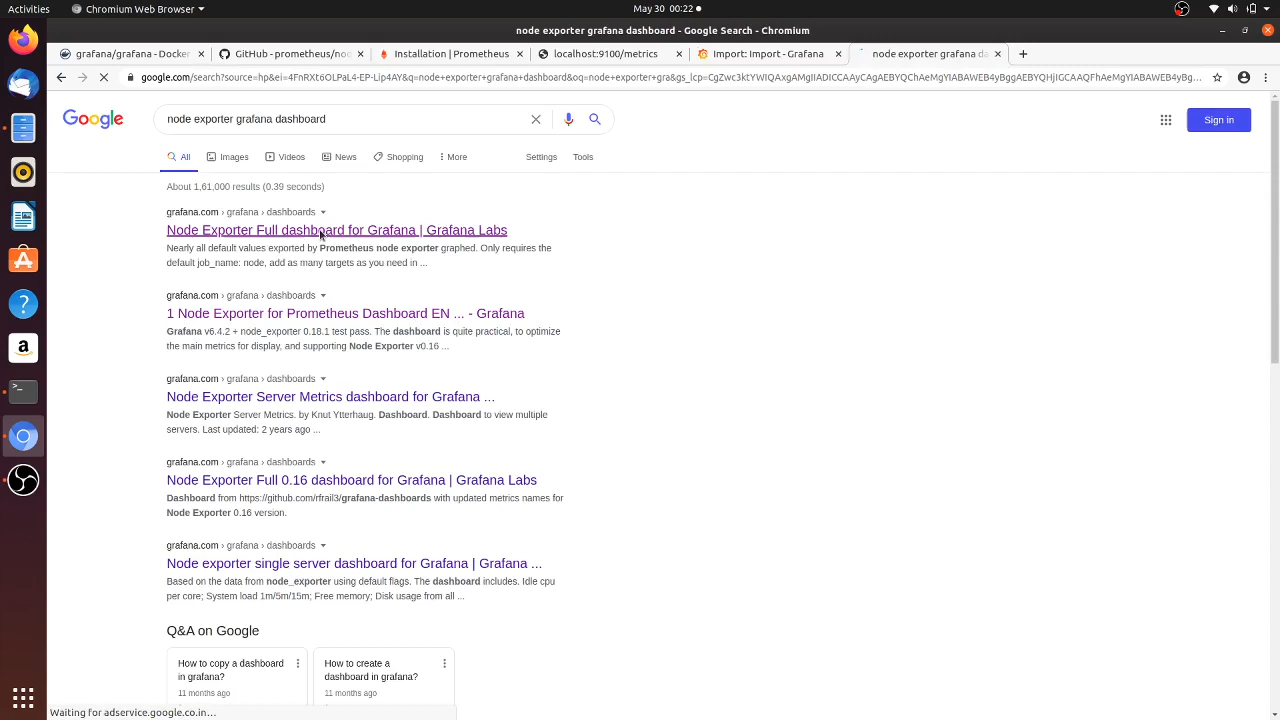 Activities
Chromium Web Browser
May 30 00:22
node exporter grafana dashboard - Google Search - Chromium
grafana/grafana - Docker
GitHub - prometheus/no
Installation | Prometheus
localhost:9100/metrics
Import: Import - Grafana
node exporter grafana da
Google
node exporter grafana dashboard
Sign in
All
Images
Videos
News
Shopping
More
Settings
Tools
About 1,61,000 results (0.39 seconds)
grafana.com › grafana › dashboards
Node Exporter Full dashboard for Grafana | Grafana Labs
Nearly all default values exported by Prometheus node exporter graphed. Only requires the
default job_name: node, add as many targets as you need in ...
grafana.com › grafana › dashboards
1 Node Exporter for Prometheus Dashboard EN ... - Grafana
Grafana v6.4.2 + node_exporter 0.18.1 test pass. The dashboard is quite practical, to optimize
the main metrics for display, and supporting Node Exporter v0.16 ...
grafana.com › grafana › dashboards
Node Exporter Server Metrics dashboard for Grafana ...
Node Exporter Server Metrics. by Knut Ytterhaug. Dashboard. Dashboard to view multiple
servers. Last updated: 2 years ago ...
grafana.com › grafana › dashboards
Node Exporter Full 0.16 dashboard for Grafana | Grafana Labs
Dashboard from https://github.com/rfrail3/grafana-dashboards with updated metrics names for
Node Exporter 0.16 version.
grafana.com › grafana › dashboards
Node exporter single server dashboard for Grafana | Grafana ...
Based on the data from node_exporter using default flags. The dashboard includes. Idle cpu
per core; System load 1m/5m/15m; Free memory; Disk usage from all ...
Q&A on Google
How to copy a dashboard
in grafana?
11 months ago
How to create a
dashboard in grafana?
11 months ago
Waiting for adservice.google.co.in...